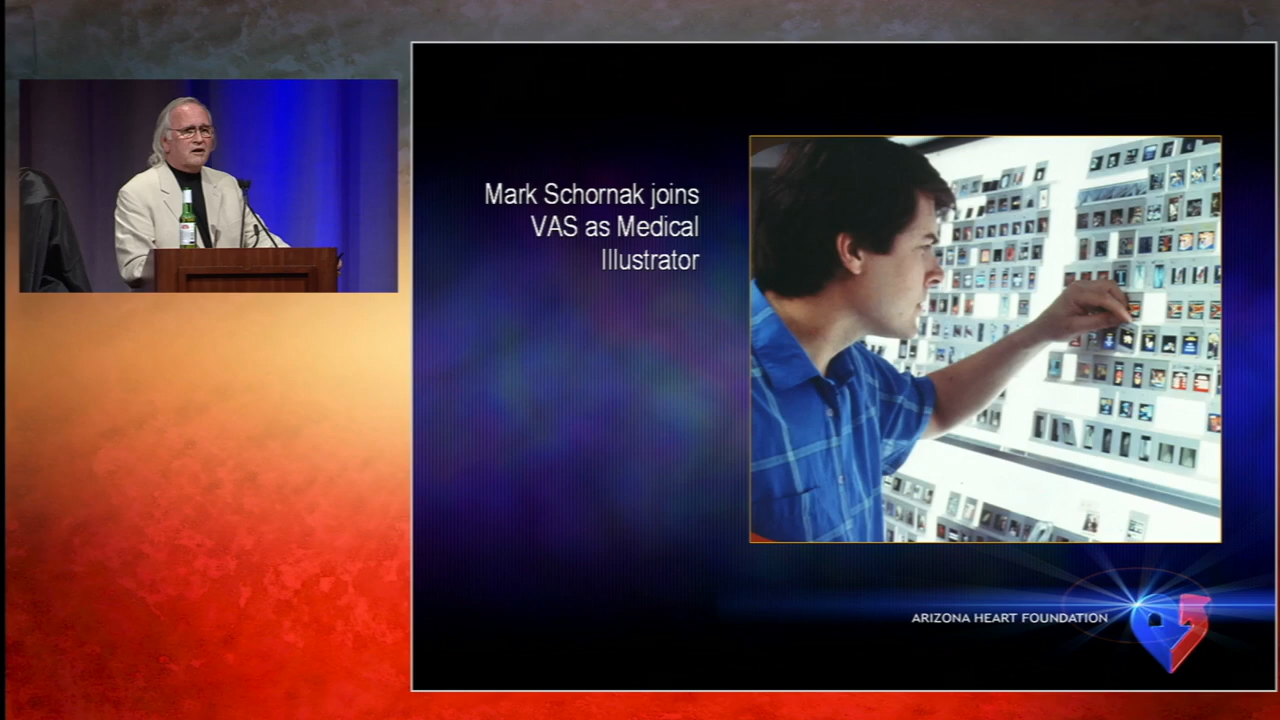 Mark Schornak joins
VAS as Medical
Illustrator
ARIZONA HEART FOUNDATION